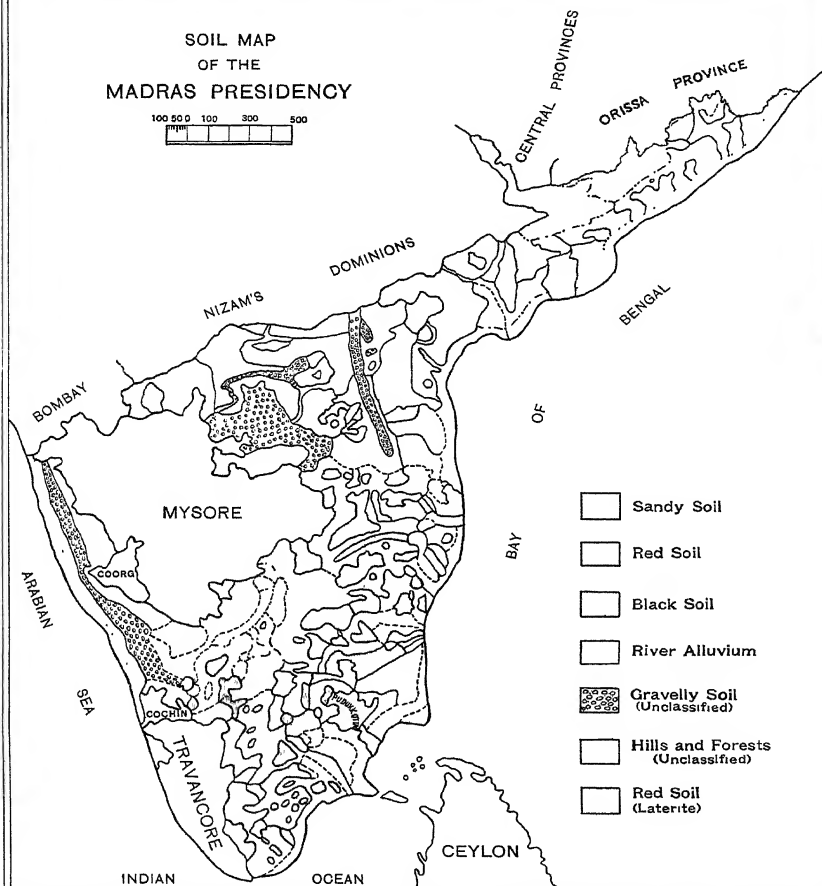 SOIL MAP
OF THE
MADRAS PRESIDENCY
100 50 0 100 300 500
CENTRAL PROVINCES
ORISSA PROVINCE
NIZAM'S DOMINIONS
BOMBAY
BAY OF BENGAL
MYSORE
COORG
ARABIAN SEA
COCHIN
PUDUKKOTTAI
TRAVANCORE
CEYLON
INDIAN OCEAN
Sandy Soil
Red Soil
Black Soil
River Alluvium
Gravelly Soil
(Unclassified)
Hills and Forests
(Unclassified)
Red Soil
(Laterite)